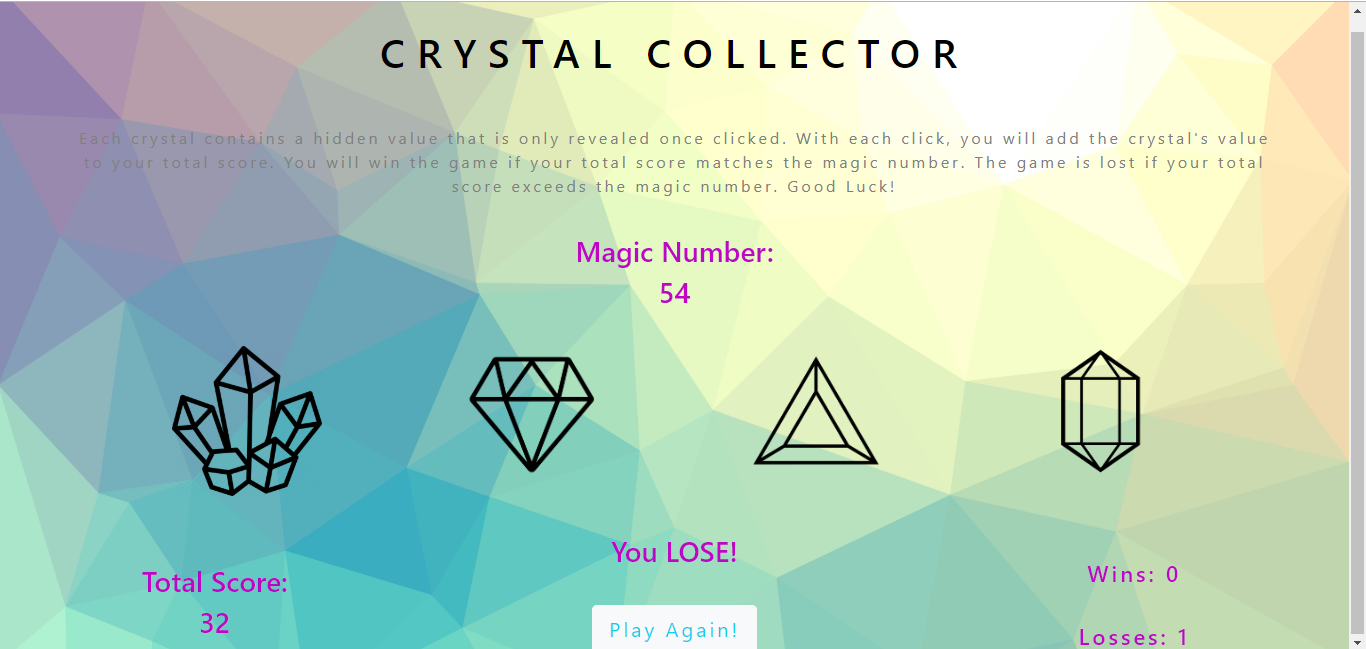 CRYSTAL COLLECTOR
Each crystal contains a hidden value that is only revealed once clicked. With each click, you will add the crystal's value
to your total score. You will win the game if your total score matches the magic number. The game is lost if your total
score exceeds the magic number. Good Luck!
Magic Number:
54
You LOSE!
Total Score:
32
Play Again!
Wins: 0
Losses: 1